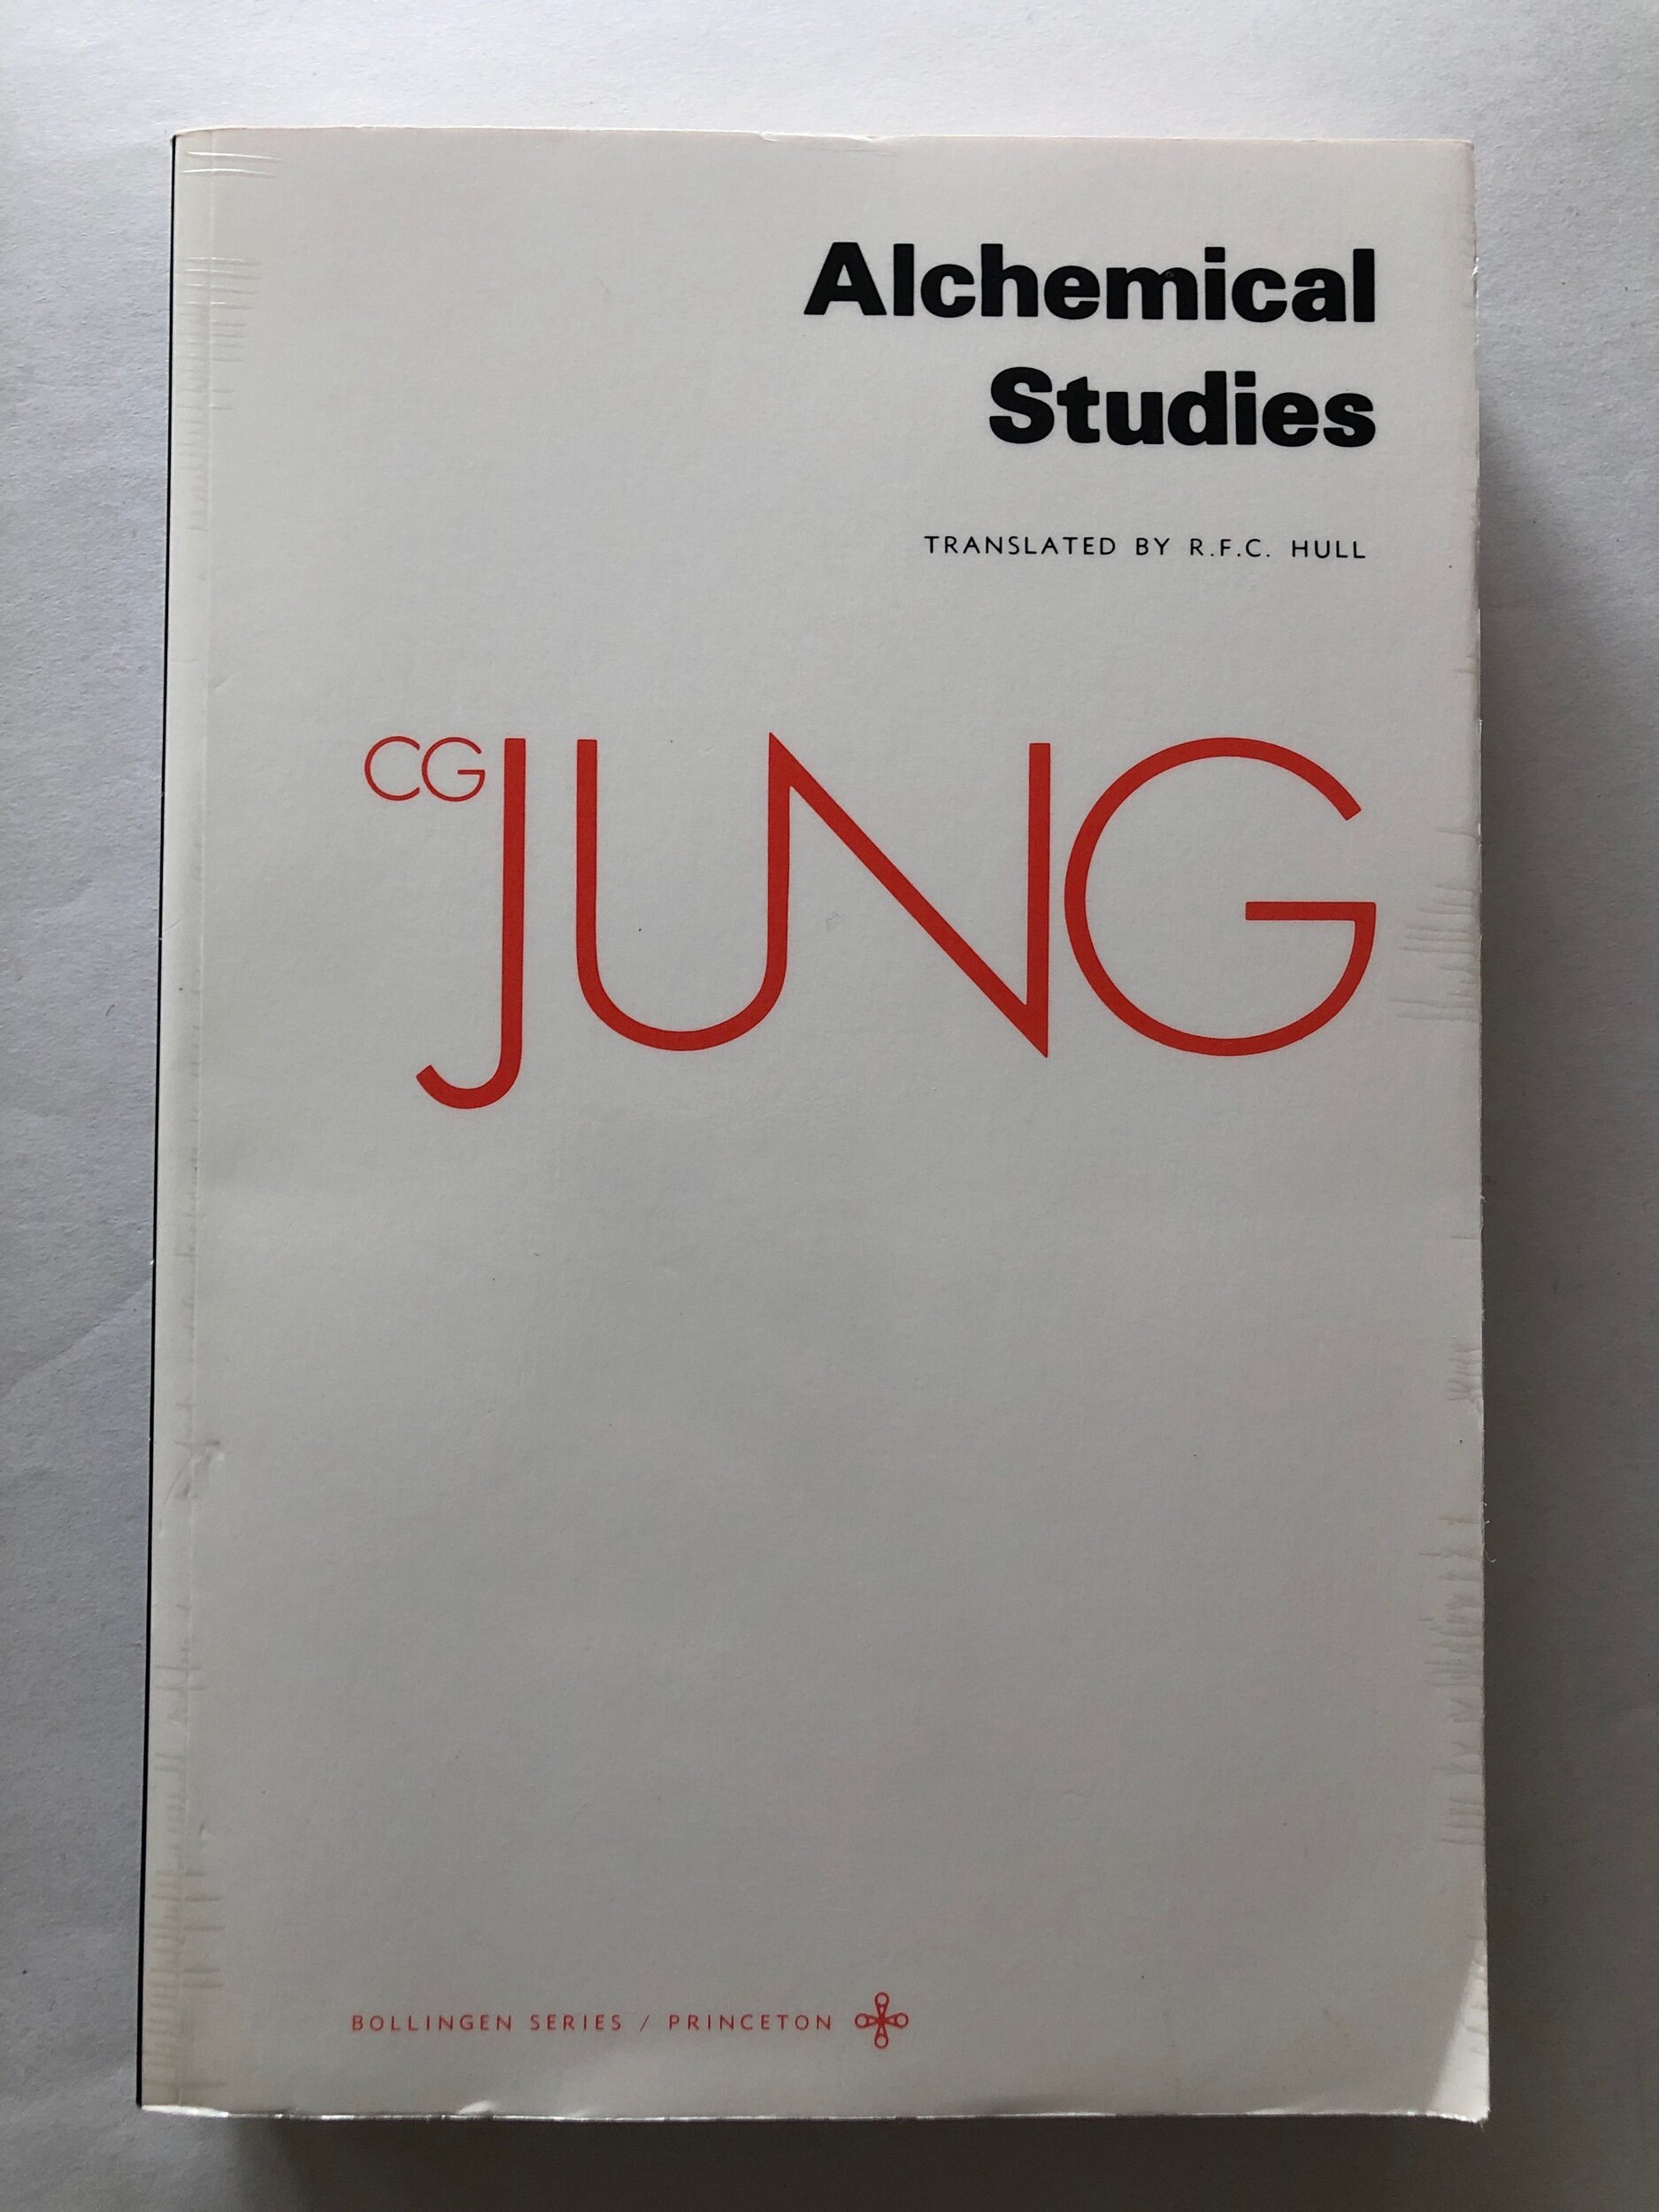 Alchemical
Studies
TRANSLATED BY R.F.C. HULL
CG JUNG
BOLLINGEN SERIES / PRINCETON